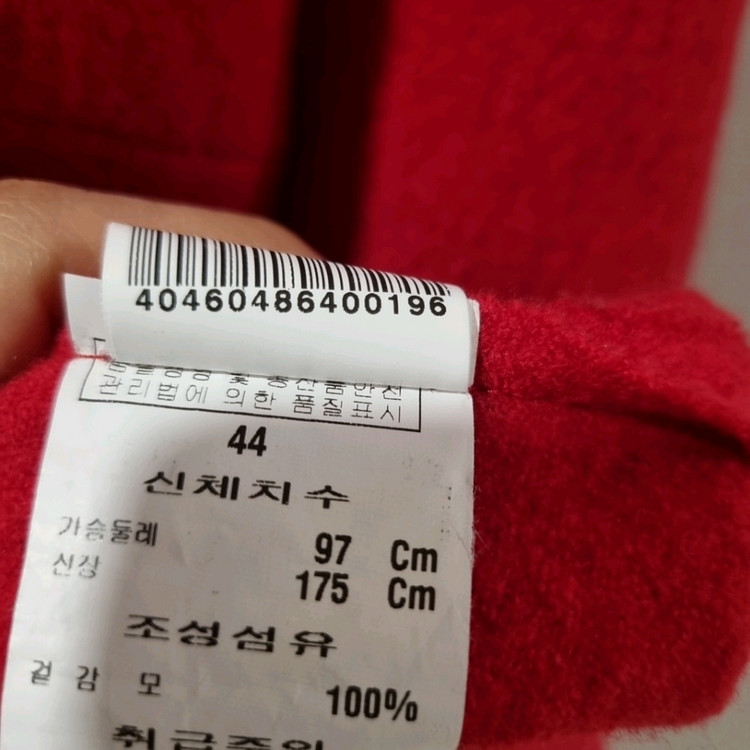 40460486400196
관리법에 의한 품질표시
44
신체치수
가슴둘레 97 Cm
신장 175 Cm
조성섬유
겉감 모 100%